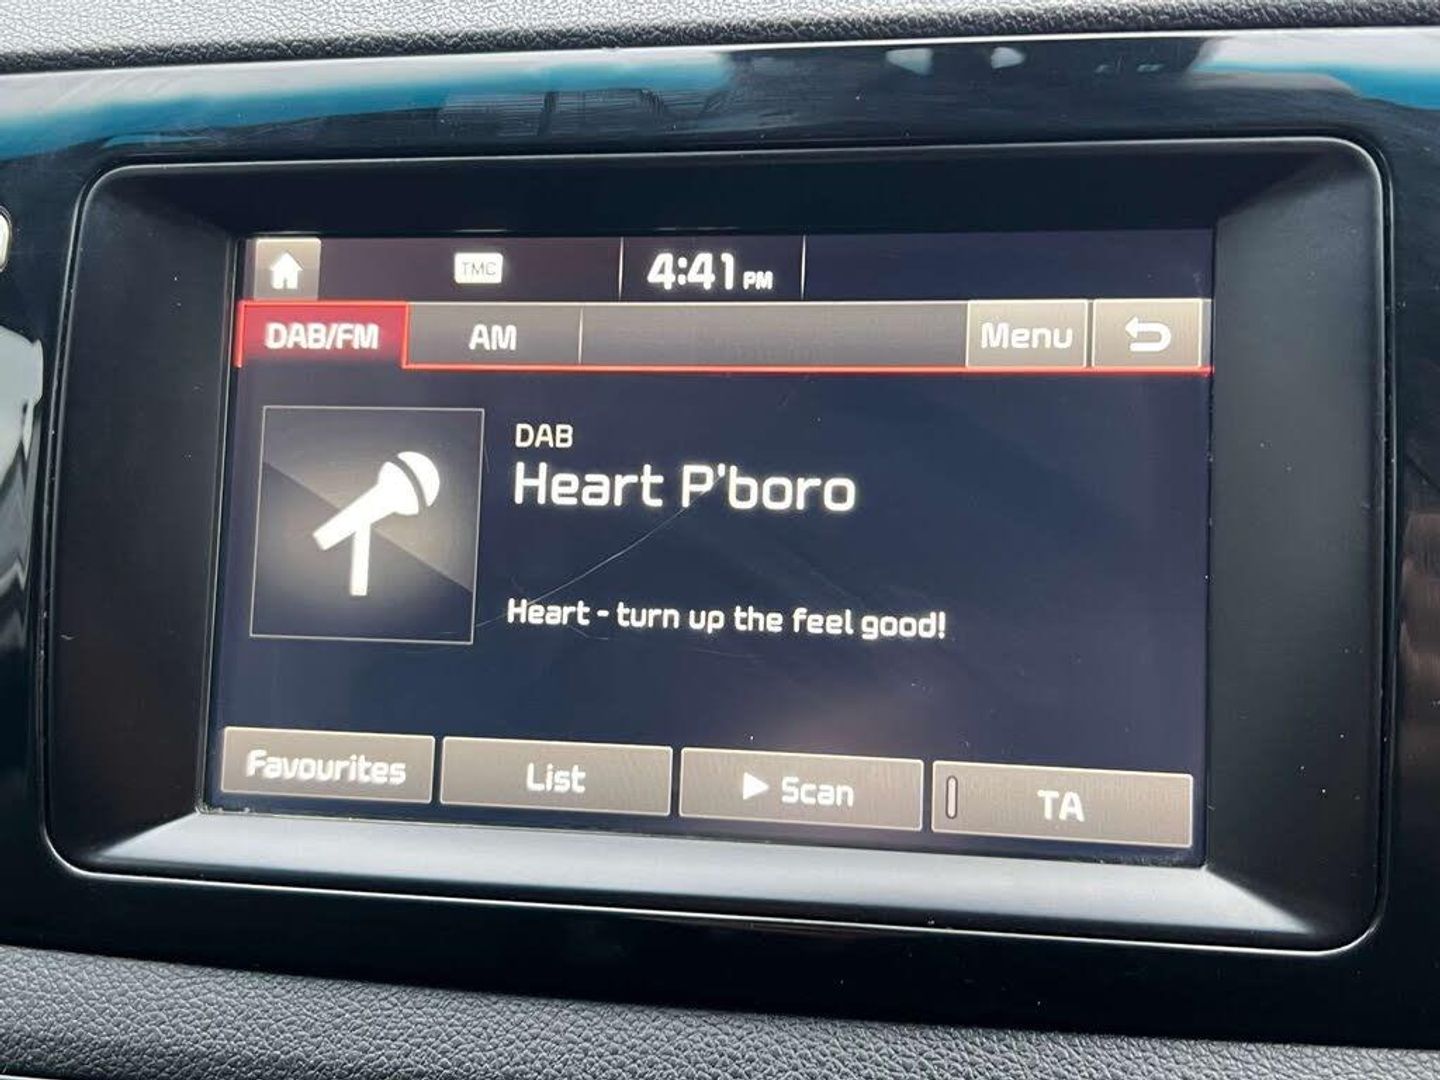 TMC
4:41 PM
DAB/FM AM Menu
DAB
Heart P'boro
Heart - turn up the feel good!
Favourites List Scan TA